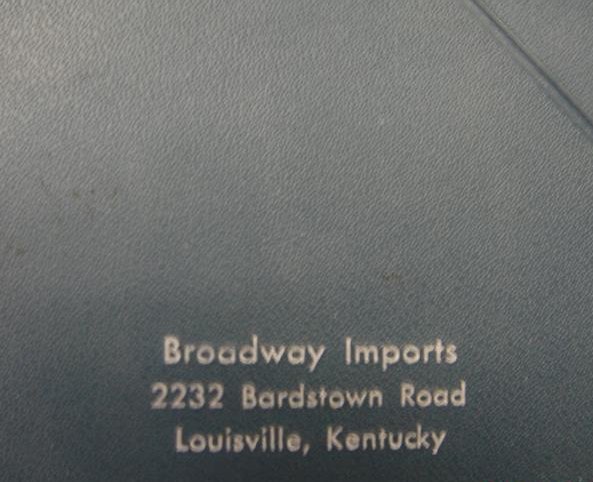 Broadway Imports
2232 Bardstown Road
Louisville, Kentucky